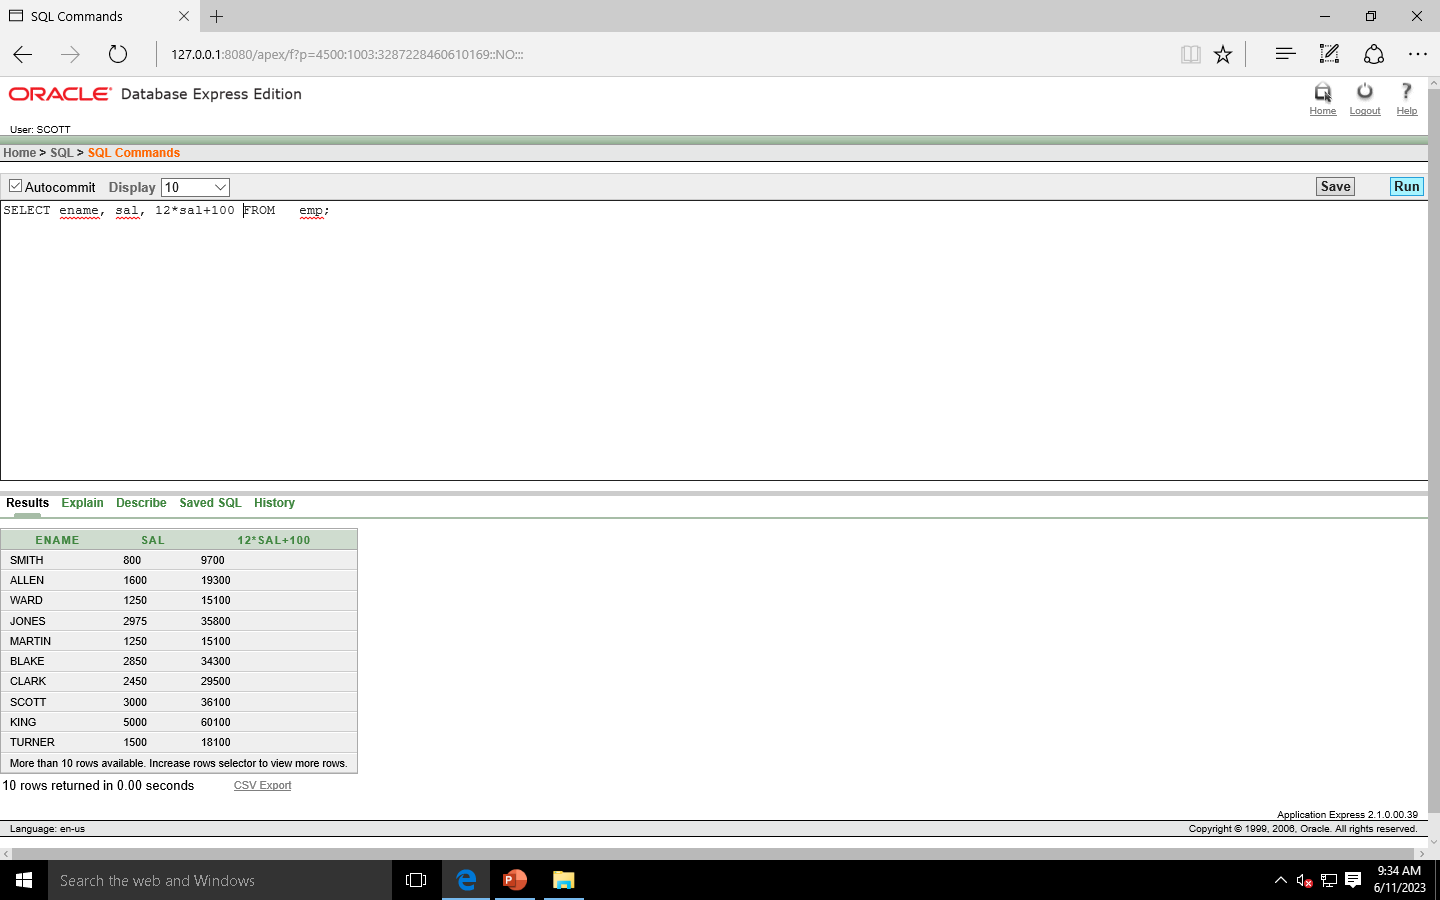 SQL Commands
127.0.0.1:8080/apex/f?p=4500:1003:3287228460610169::NO:::
ORACLE Database Express Edition
Home Logout Help
User: SCOTT
Home > SQL > SQL Commands
Autocommit Display 10 Save Run
SELECT ename, sal, 12*sal+100 FROM emp;
Results Explain Describe Saved SQL History
ENAME SAL 12*SAL+100
SMITH 800 9700
ALLEN 1600 19300
WARD 1250 15100
JONES 2975 35800
MARTIN 1250 15100
BLAKE 2850 34300
CLARK 2450 29500
SCOTT 3000 36100
KING 5000 60100
TURNER 1500 18100
More than 10 rows available. Increase rows selector to view more rows.
10 rows returned in 0.00 seconds CSV Export
Application Express 2.1.0.00.39
Language: en-us Copyright © 1999, 2006, Oracle. All rights reserved.
Search the web and Windows
9:34 AM
6/11/2023